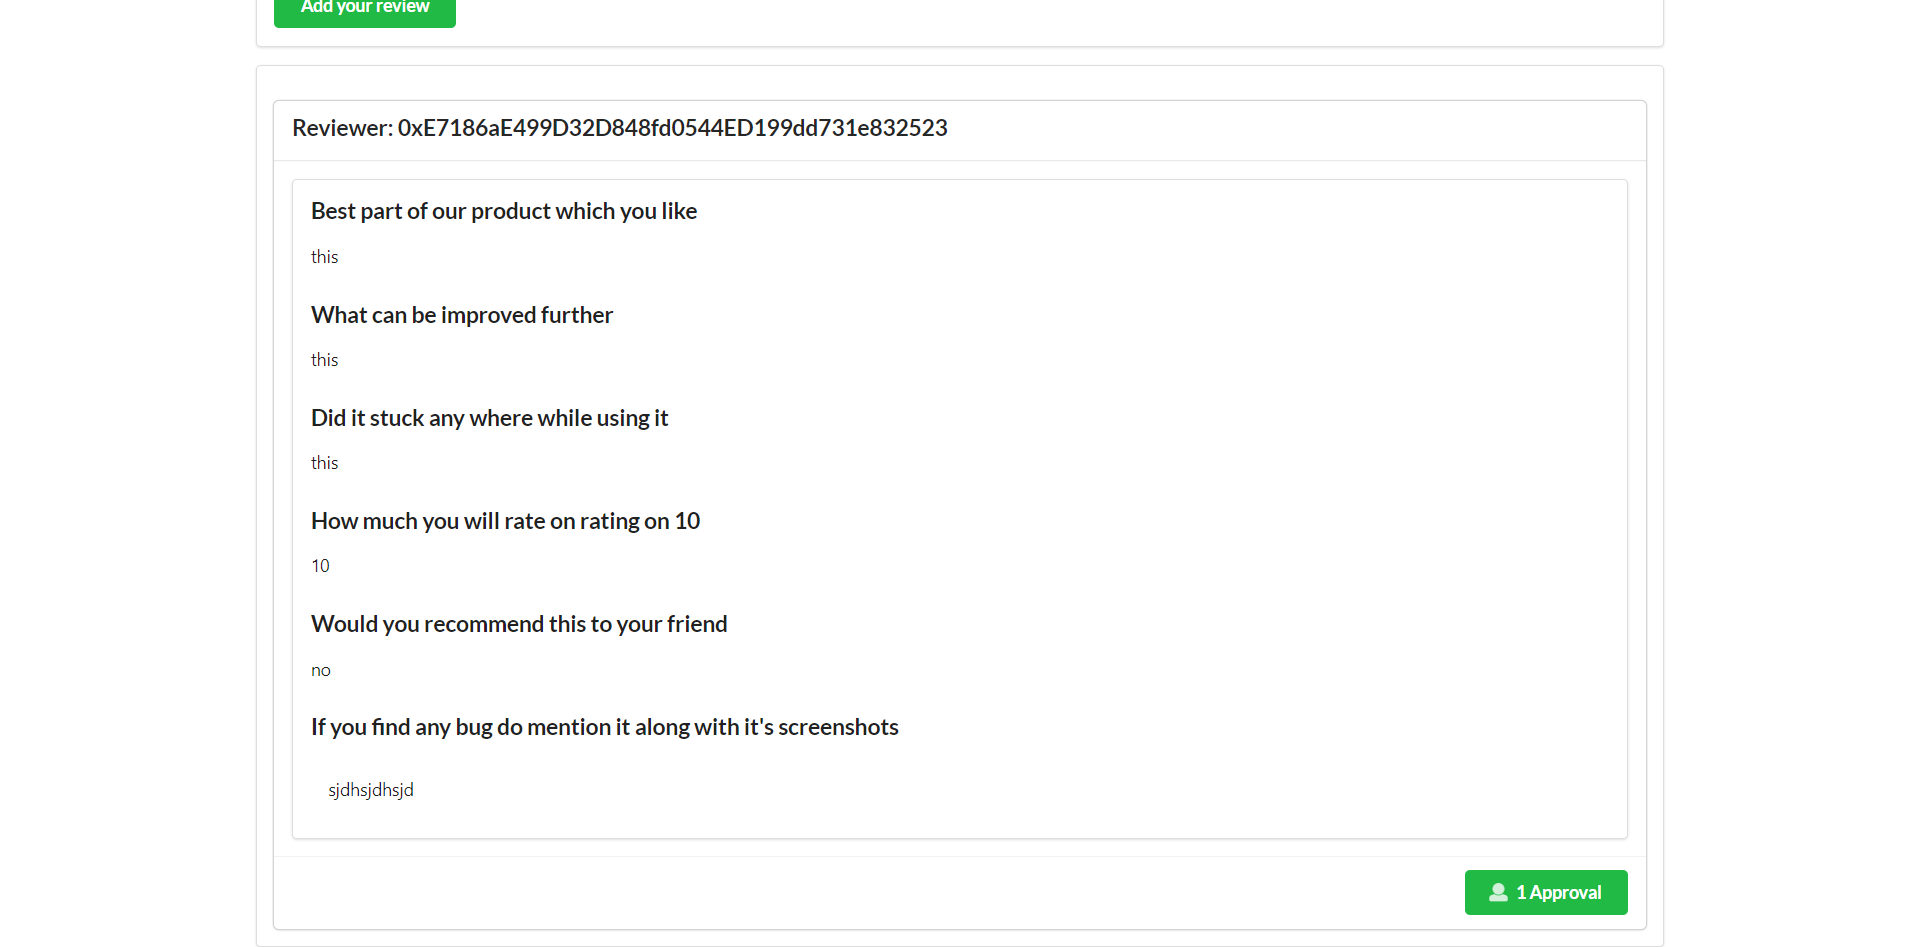 Add your review
Reviewer: 0xE7186aE499D32D848fd0544ED199dd731e832523
Best part of our product which you like
this
What can be improved further
this
Did it stuck any where while using it
this
How much you will rate on rating on 10
10
Would you recommend this to your friend
no
If you find any bug do mention it along with it's screenshots
sjdhsjdhsjd
1 Approval